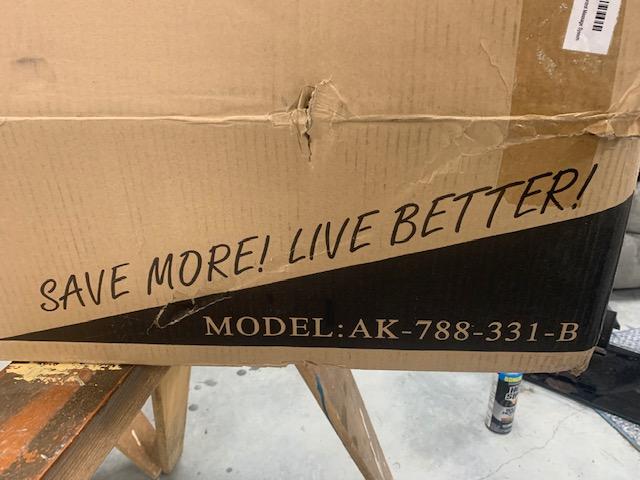 SAVE MORE! LIVE BETTER!
MODEL:AK-788-331-B